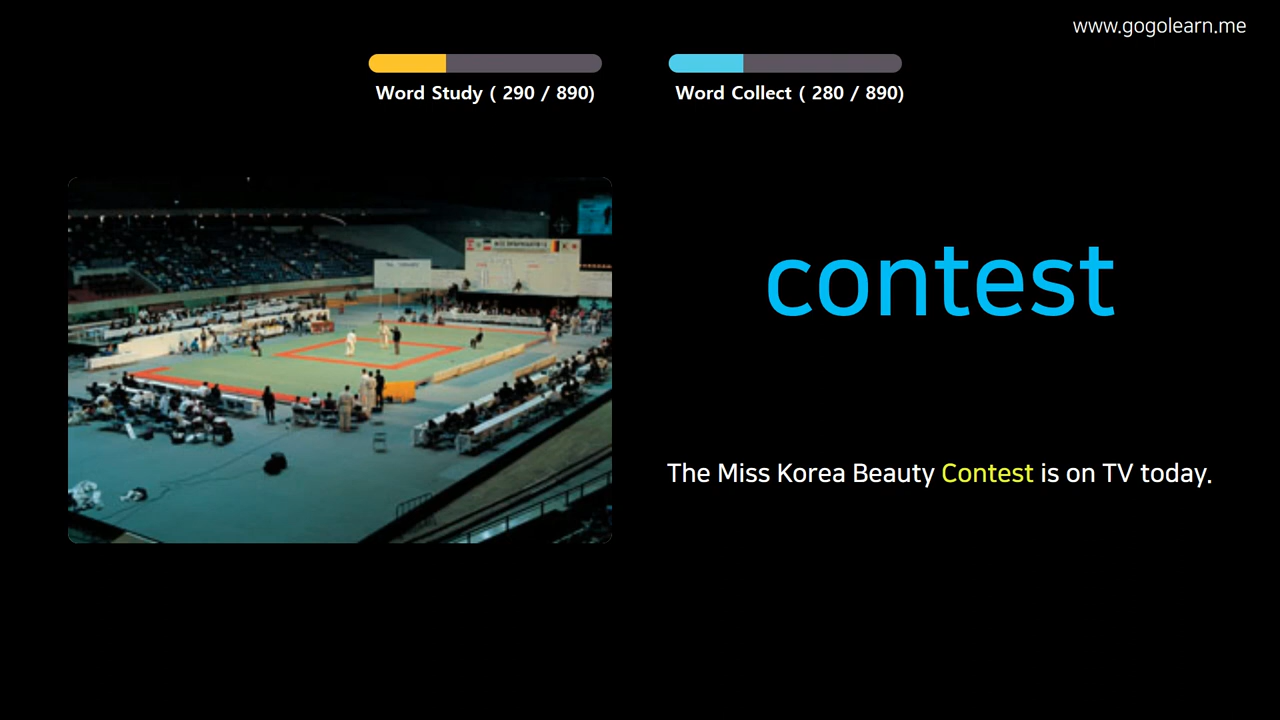 www.gogolearn.me
Word Study ( 290 / 890)
Word Collect ( 280 / 890)
contest
The Miss Korea Beauty Contest is on TV today.